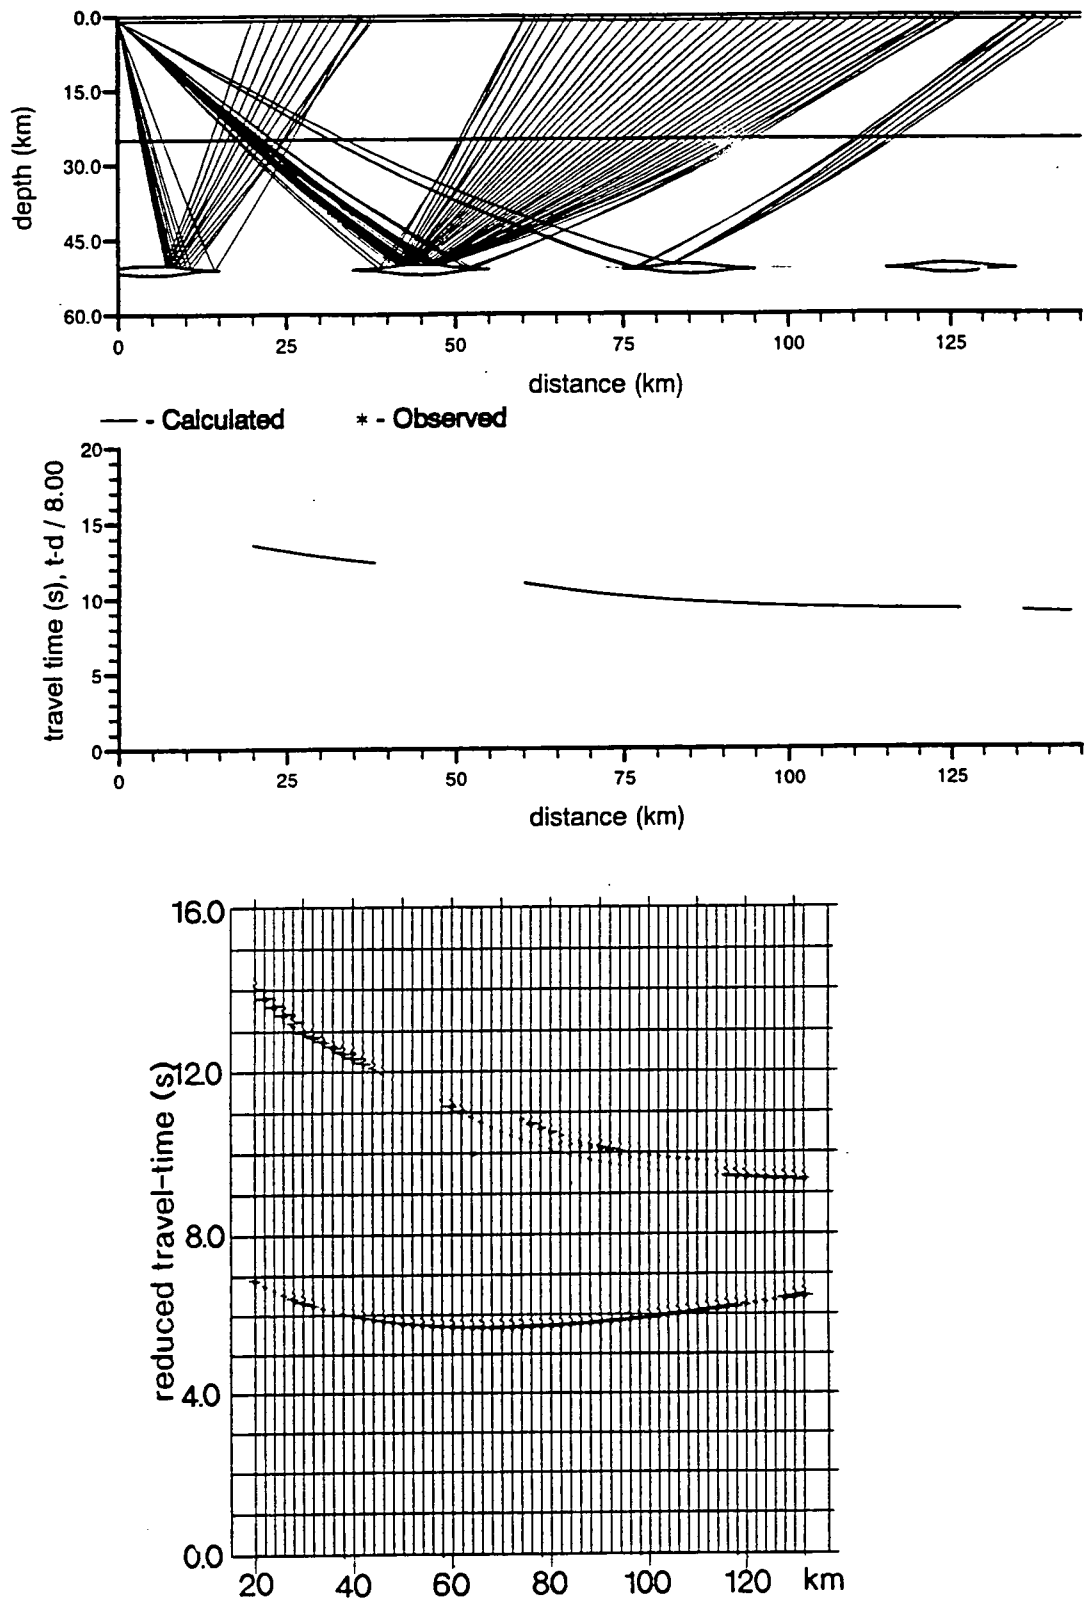 0.0
15.0
30.0
45.0
60.0
depth (km)
0 25 50 75 100 125
distance (km)
— - Calculated * - Observed
20
15
10
5
0
travel time (s), t-d / 8.00
0 25 50 75 100 125
distance (km)
16.0
12.0
8.0
4.0
0.0
reduced travel-time (s)
20 40 60 80 100 120 km